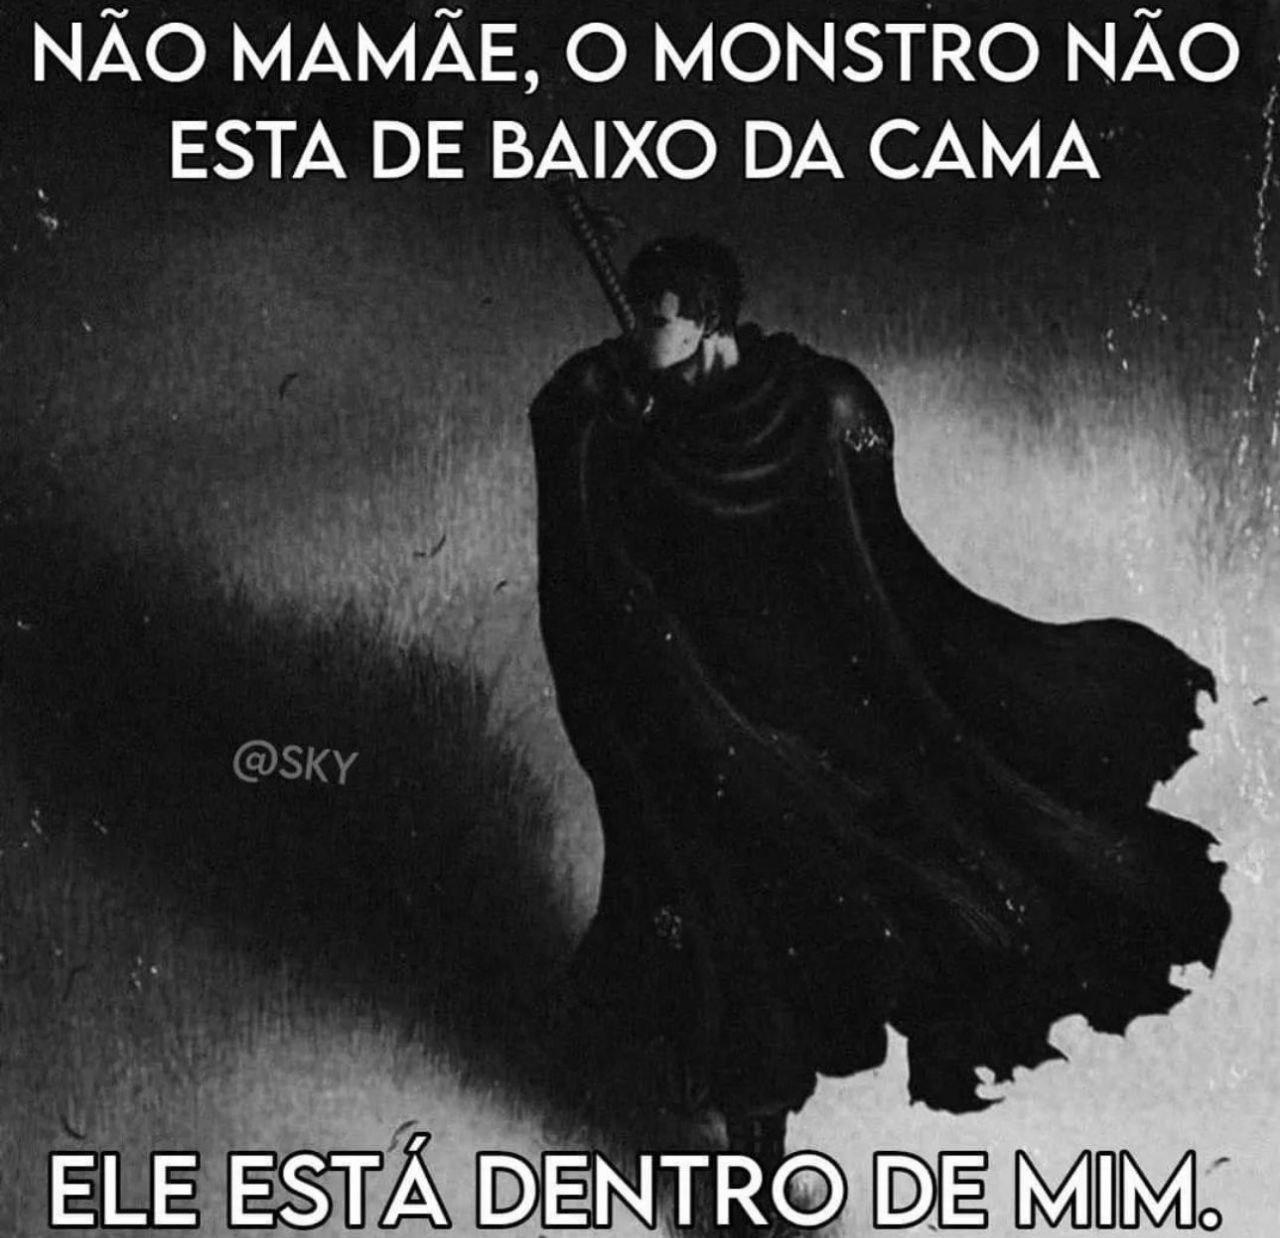 NÃO MAMÃE, O MONSTRO NÃO
ESTA DE BAIXO DA CAMA
@SKY
ELE ESTÁ DENTRO DE MIM.